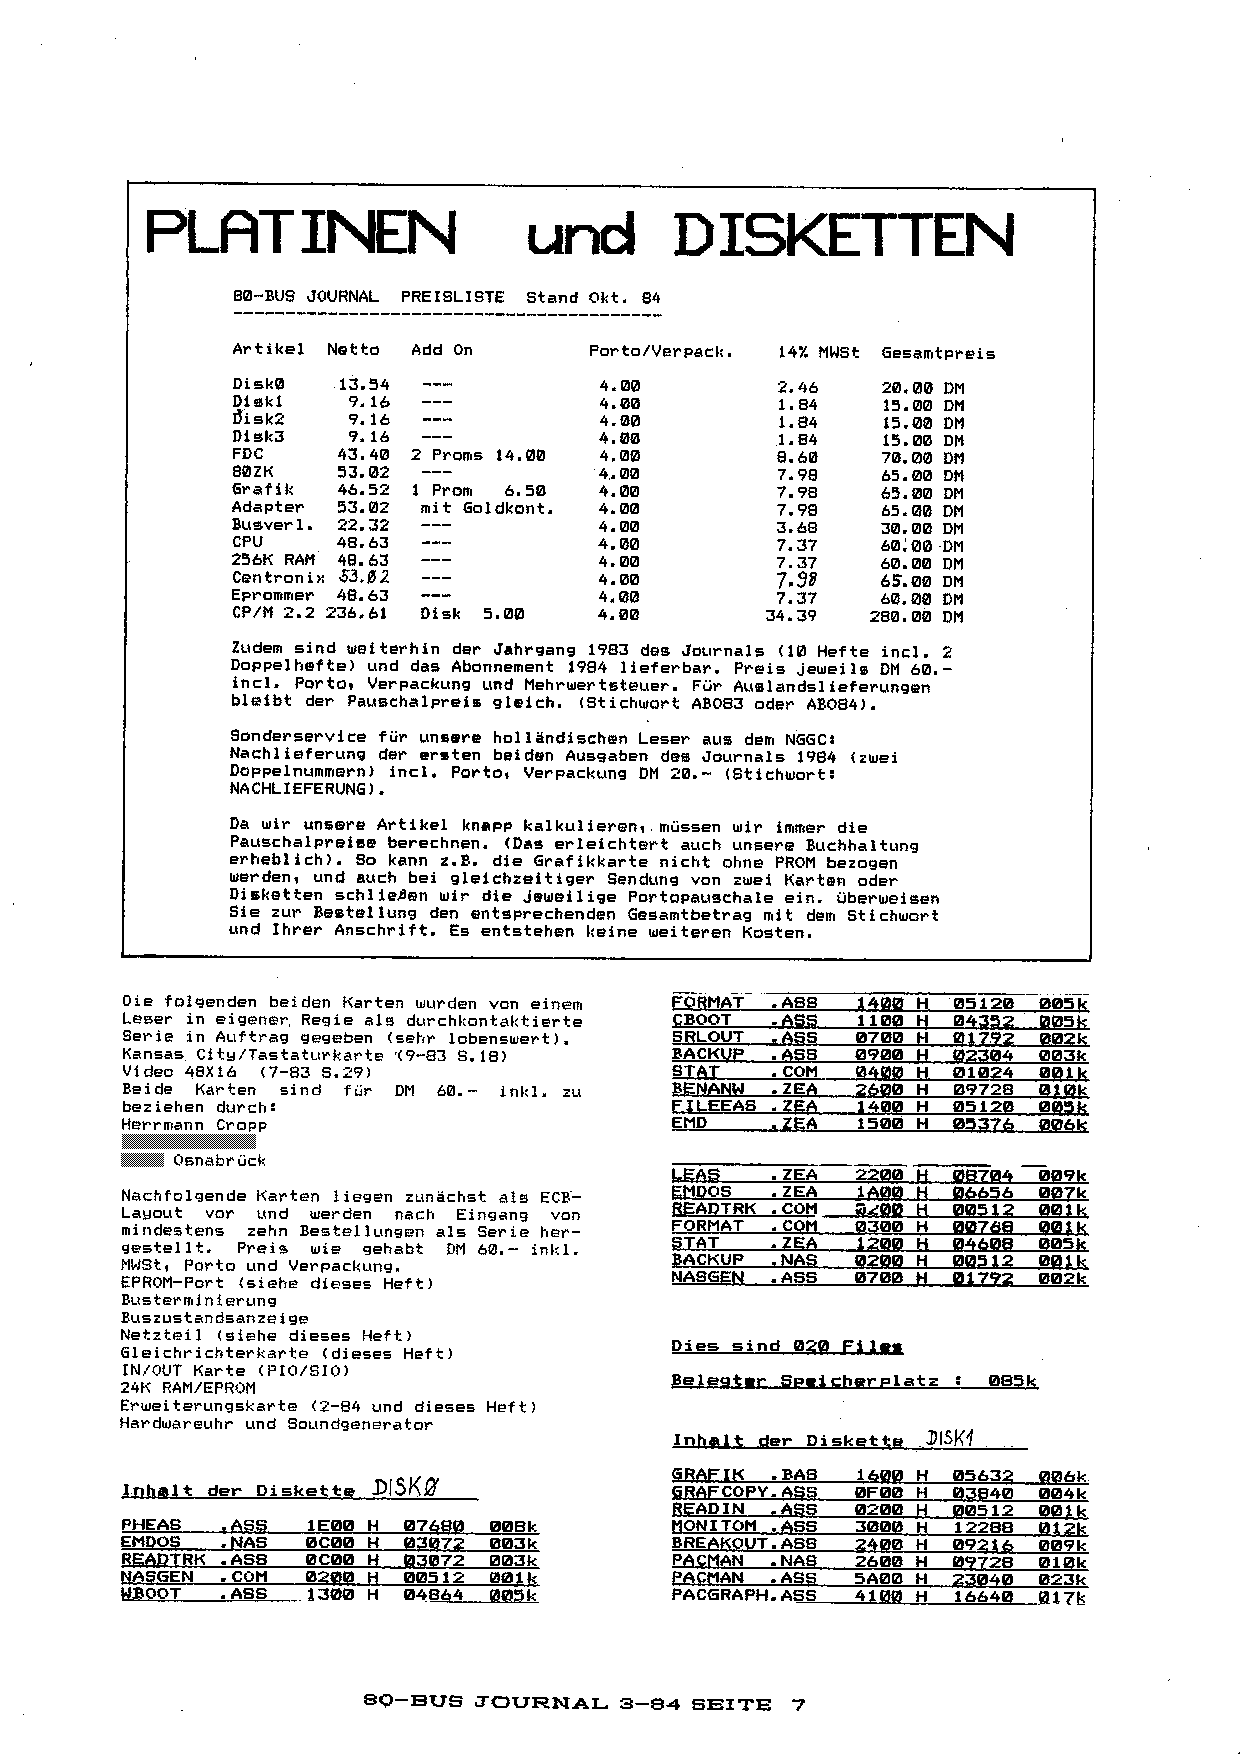 PLATINEN und DISKETTEN
80-BUS JOURNAL PREISLISTE Stand Okt. 84
----------------------------------------
Artikel Netto Add On Porto/Verpack. 14% MWSt Gesamtpreis
Disk0 13.54 --- 4.00 2.46 20.00 DM
Disk1 9.16 --- 4.00 1.84 15.00 DM
Disk2 9.16 --- 4.00 1.84 15.00 DM
Disk3 9.16 --- 4.00 1.84 15.00 DM
FDC 43.40 2 Proms 14.00 4.00 8.60 70.00 DM
80ZK 53.02 --- 4.00 7.98 65.00 DM
Grafik 46.52 1 Prom 6.50 4.00 7.98 65.00 DM
Adapter 53.02 mit Goldkont. 4.00 7.98 65.00 DM
Busverl. 22.32 --- 4.00 3.68 30.00 DM
CPU 48.63 --- 4.00 7.37 60.00 DM
256K RAM 48.63 --- 4.00 7.37 60.00 DM
Centronix 53.02 --- 4.00 7.98 65.00 DM
Eprommer 48.63 --- 4.00 7.37 60.00 DM
CP/M 2.2 236.61 Disk 5.00 4.00 34.39 280.00 DM
Zudem sind weiterhin der Jahrgang 1983 des Journals (10 Hefte incl. 2
Doppelhefte) und das Abonnement 1984 lieferbar. Preis jeweils DM 60.-
incl. Porto, Verpackung und Mehrwertsteuer. Für Auslandslieferungen
bleibt der Pauschalpreis gleich. (Stichwort ABO83 oder ABO84).
Sonderservice für unsere holländischen Leser aus dem NGGC:
Nachlieferung der ersten beiden Ausgaben des Journals 1984 (zwei
Doppelnummern) incl. Porto, Verpackung DM 20.- (Stichwort:
NACHLIEFERUNG).
Da wir unsere Artikel knapp kalkulieren, müssen wir immer die
Pauschalpreise berechnen. (Das erleichtert auch unsere Buchhaltung
erheblich). So kann z.B. die Grafikkarte nicht ohne PROM bezogen
werden, und auch bei gleichzeitiger Sendung von zwei Karten oder
Disketten schließen wir die jeweilige Portopauschale ein. Überweisen
Sie zur Bestellung den entsprechenden Gesamtbetrag mit dem Stichwort
und Ihrer Anschrift. Es entstehen keine weiteren Kosten.
Die folgenden beiden Karten wurden von einem
Leser in eigener Regie als durchkontaktierte
Serie in Auftrag gegeben (sehr lobenswert).
Kansas City/Tastaturkarte (9-83 S.18)
Video 48X16 (7-83 S.29)
Beide Karten sind für DM 60.- inkl. zu
beziehen durch:
Herrmann Cropp
Osnabrück
Nachfolgende Karten liegen zunächst als ECB-
Layout vor und werden nach Eingang von
mindestens zehn Bestellungen als Serie her-
gestellt. Preis wie gehabt DM 60.- inkl.
MWSt, Porto und Verpackung.
EPROM-Port (siehe dieses Heft)
Busterminierung
Buszustandsanzeige
Netzteil (siehe dieses Heft)
Gleichrichterkarte (dieses Heft)
IN/OUT Karte (PIO/SIO)
24K RAM/EPROM
Erweiterungskarte (2-84 und dieses Heft)
Hardwareuhr und Soundgenerator
Inhalt der Diskette DISK0
PHEAS .ASS 1E00 H 07680 008k
EMDOS .NAS 0C00 H 03072 003k
READTRK .ASS 0C00 H 03072 003k
NASGEN .COM 0200 H 00512 001k
WBOOT .ASS 1300 H 04864 005k
FORMAT .ASS 1400 H 05120 005k
CBOOT .ASS 1100 H 04352 005k
SRLOUT .ASS 0700 H 01792 002k
BACKUP .ASS 0900 H 02304 003k
STAT .COM 0400 H 01024 001k
BENANW .ZEA 2600 H 09728 010k
FILEEAS .ZEA 1400 H 05120 005k
EMD .ZEA 1500 H 05376 006k
LEAS .ZEA 2200 H 08704 009k
EMDOS .ZEA 1A00 H 06656 007k
READTRK .COM 0200 H 00512 001k
FORMAT .COM 0300 H 00768 001k
STAT .ZEA 1200 H 04608 005k
BACKUP .NAS 0200 H 00512 001k
NASGEN .ASS 0700 H 01792 002k
Dies sind 020 Files
Belegter Speicherplatz : 085k
Inhalt der Diskette DISK1
GRAFIK .BAS 1600 H 05632 006k
GRAFCOPY.ASS 0F00 H 03840 004k
READIN .ASS 0200 H 00512 001k
MONITOM .ASS 3000 H 12288 012k
BREAKOUT.ASS 2400 H 09216 009k
PACMAN .NAS 2600 H 09728 010k
PACMAN .ASS 5A00 H 23040 023k
PACGRAPH.ASS 4100 H 16640 017k
80-BUS JOURNAL 3-84 SEITE 7